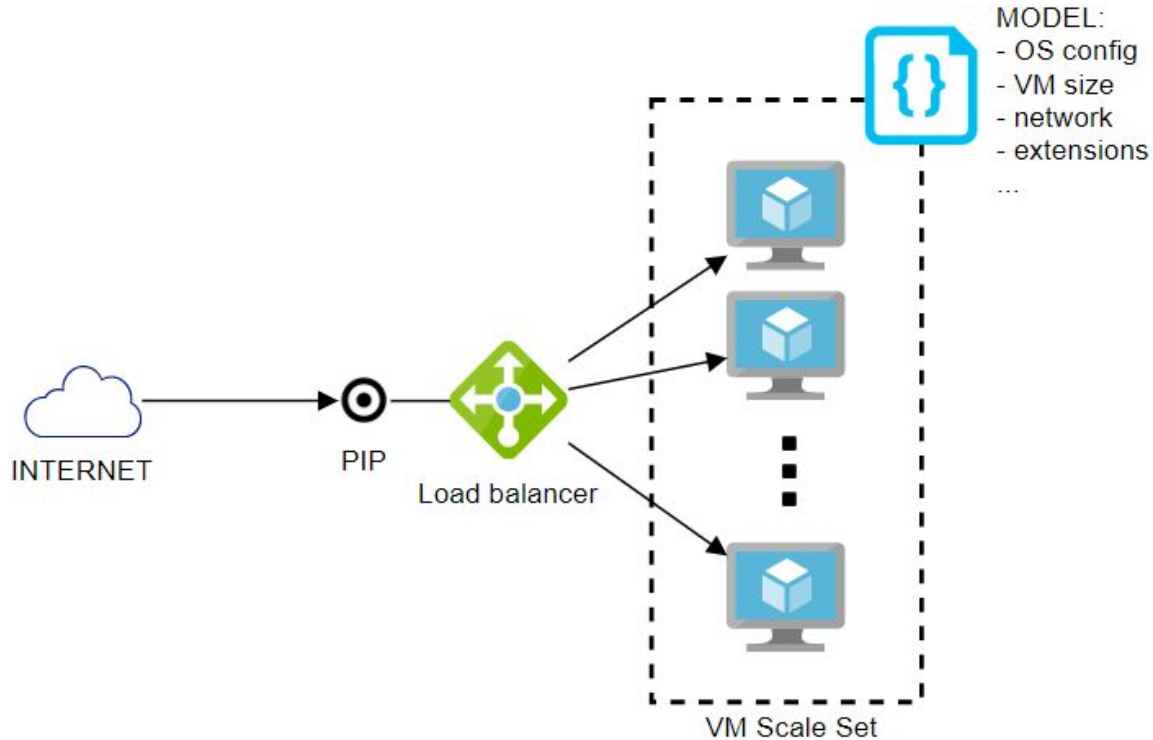 MODEL:
- OS config
- VM size
- network
- extensions
...
{}
INTERNET
PIP
Load balancer
VM Scale Set